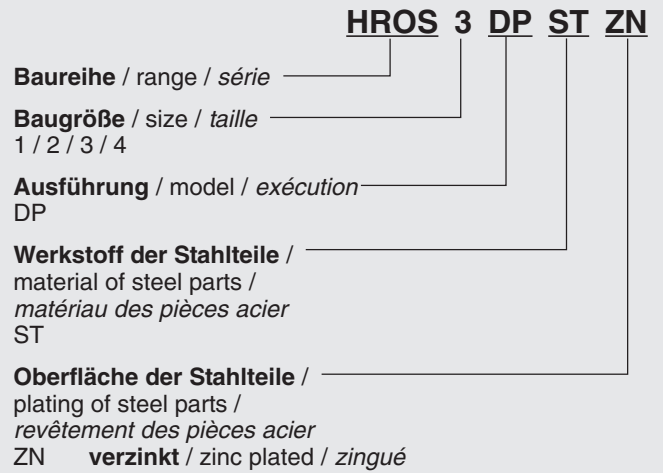 HROS 3 DP ST ZN
Baureihe / range / série
Baugröße / size / taille
1 / 2 / 3 / 4
Ausführung / model / exécution
DP
Werkstoff der Stahlteile /
material of steel parts /
matériau des pièces acier
ST
Oberfläche der Stahlteile /
plating of steel parts /
revêtement des pièces acier
ZN verzinkt / zinc plated / zingué